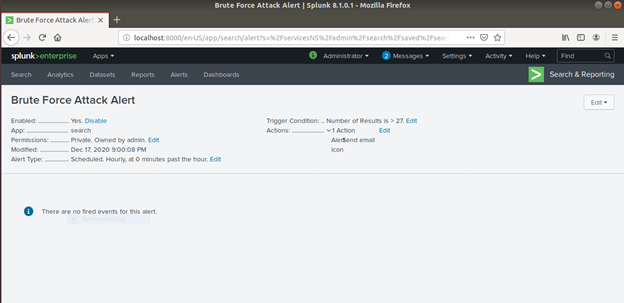 Brute Force Attack Alert | Splunk 8.1.0.1 - Mozilla Firefox
Brute Force Attack Alert | S
localhost:8000/en-US/app/search/alert?s=%2FservicesNS%2Fadmin%2Fsearch%2Fsaved%2Fsear
splunk>enterprise Apps Administrator 2 Messages Settings Activity Help Find
Search Analytics Datasets Reports Alerts Dashboards Search & Reporting
Brute Force Attack Alert Edit
Enabled: Yes. Disable
App: search
Permissions: Private. Owned by admin. Edit
Modified: Dec 17, 2020 9:00:08 PM
Alert Type: Scheduled. Hourly, at 0 minutes past the hour. Edit
Trigger Condition: Number of Results is > 27. Edit
Actions: 1 Action Edit
Alert Send email
icon
There are no fired events for this alert.